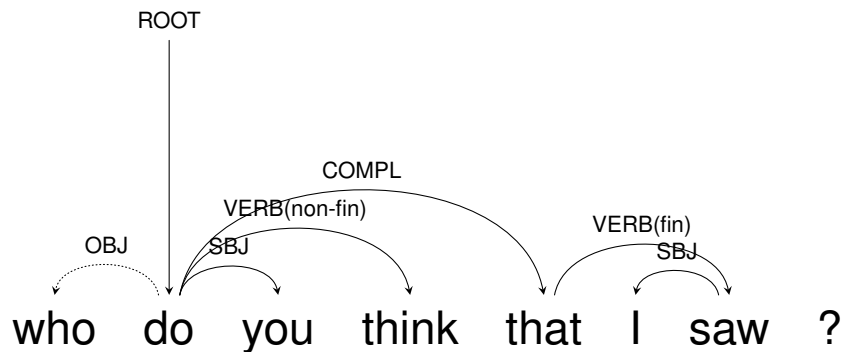 ROOT
COMPL
VERB(non-fin)
VERB(fin)
OBJ SBJ SBJ
who do you think that I saw ?